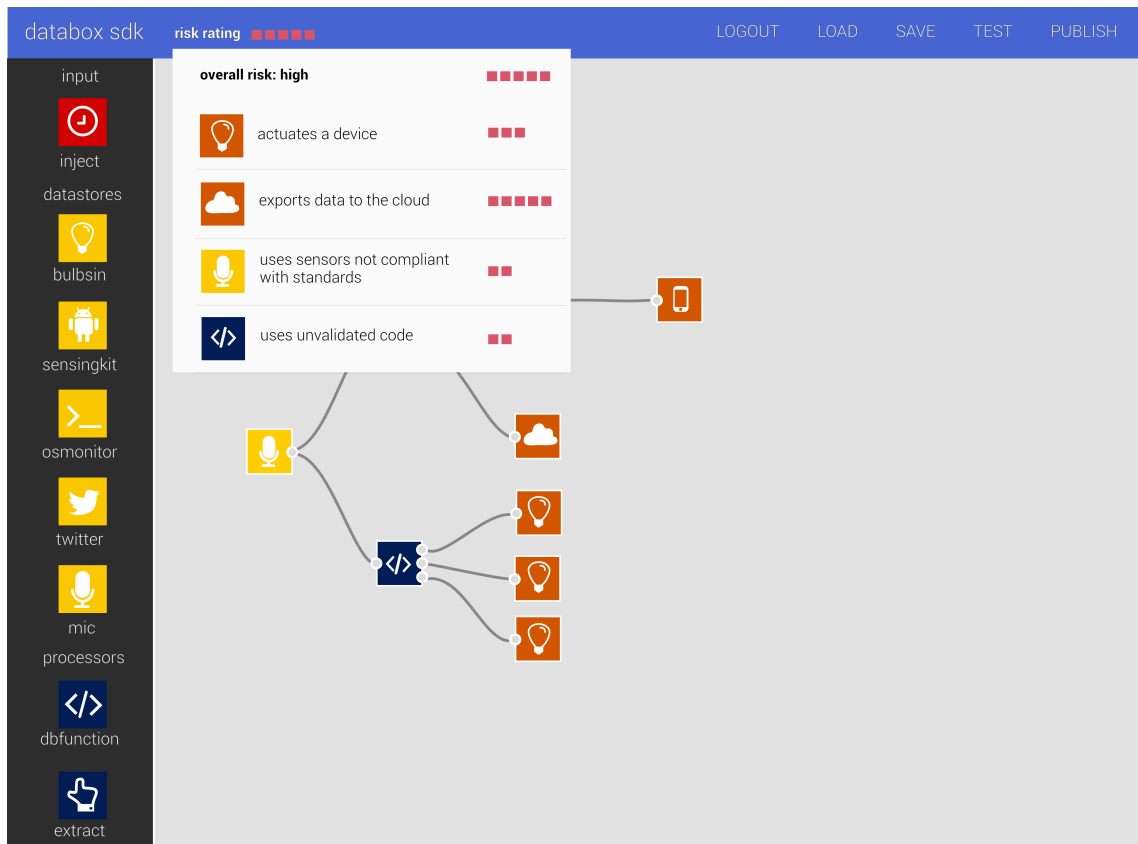 databox sdk
risk rating
LOGOUT
LOAD
SAVE
TEST
PUBLISH
overall risk: high
actuates a device
exports data to the cloud
uses sensors not compliant
with standards
uses unvalidated code
input
inject
datastores
bulbsin
sensingkit
osmonitor
twitter
mic
processors
dbfunction
extract